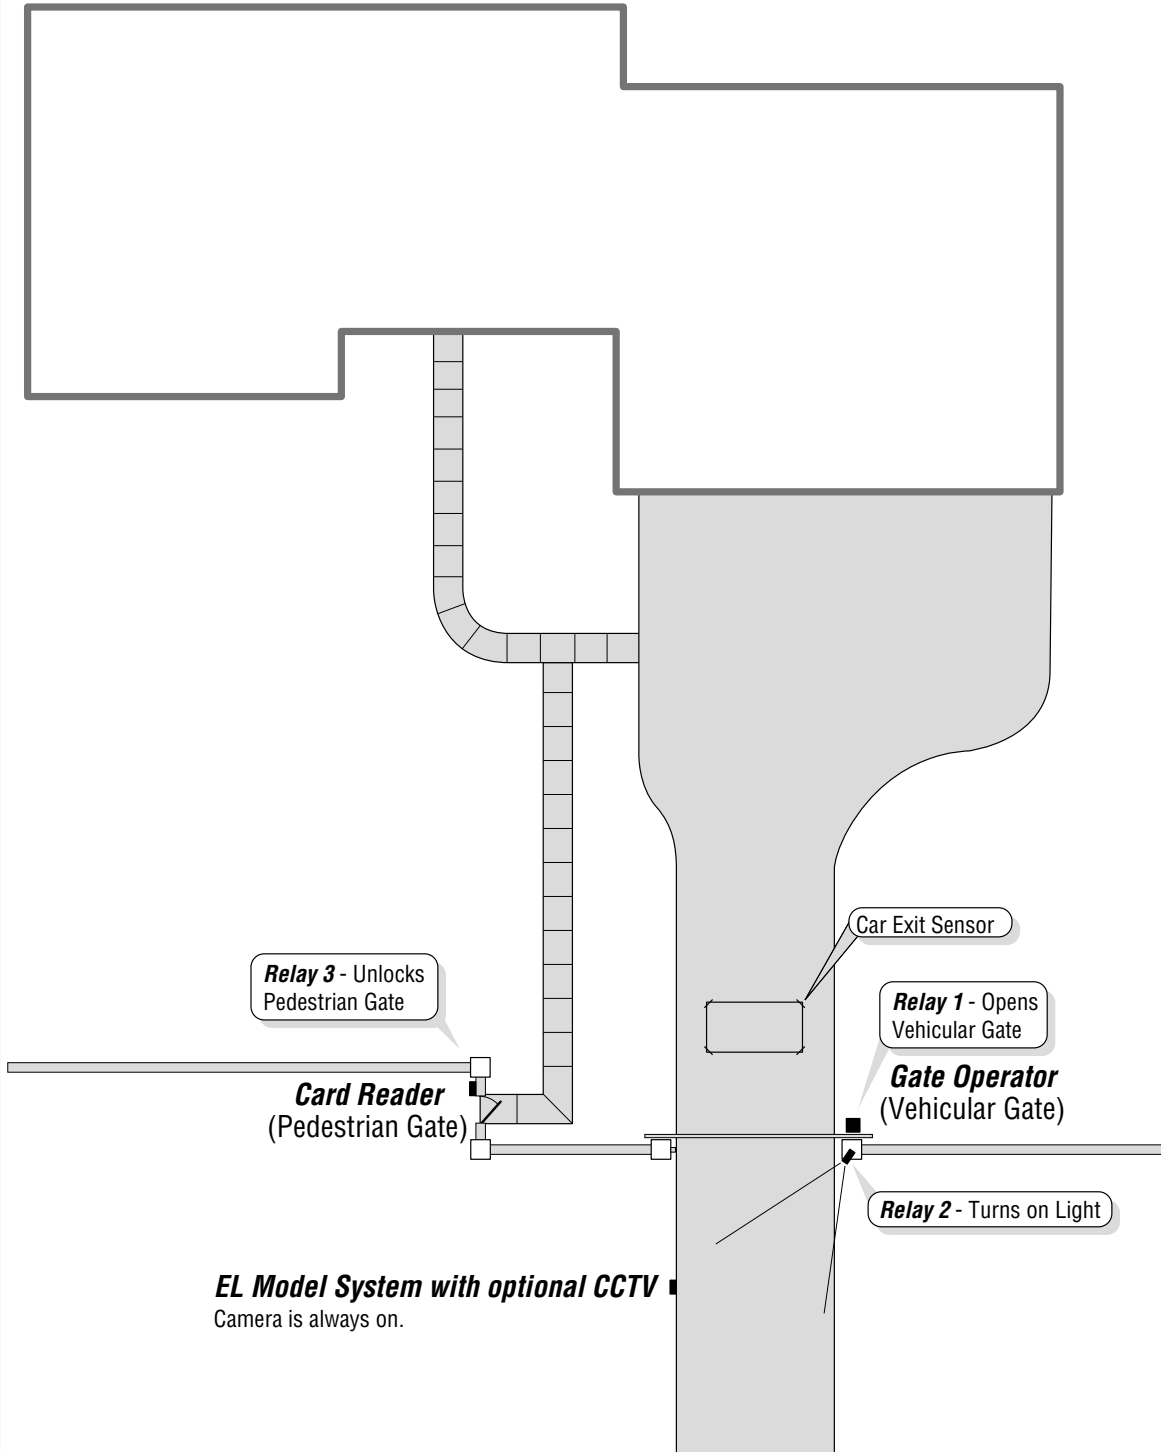 Car Exit Sensor
Relay 3 - Unlocks
Pedestrian Gate
Relay 1 - Opens
Vehicular Gate
Gate Operator
(Vehicular Gate)
Card Reader
(Pedestrian Gate)
Relay 2 - Turns on Light
EL Model System with optional CCTV
Camera is always on.